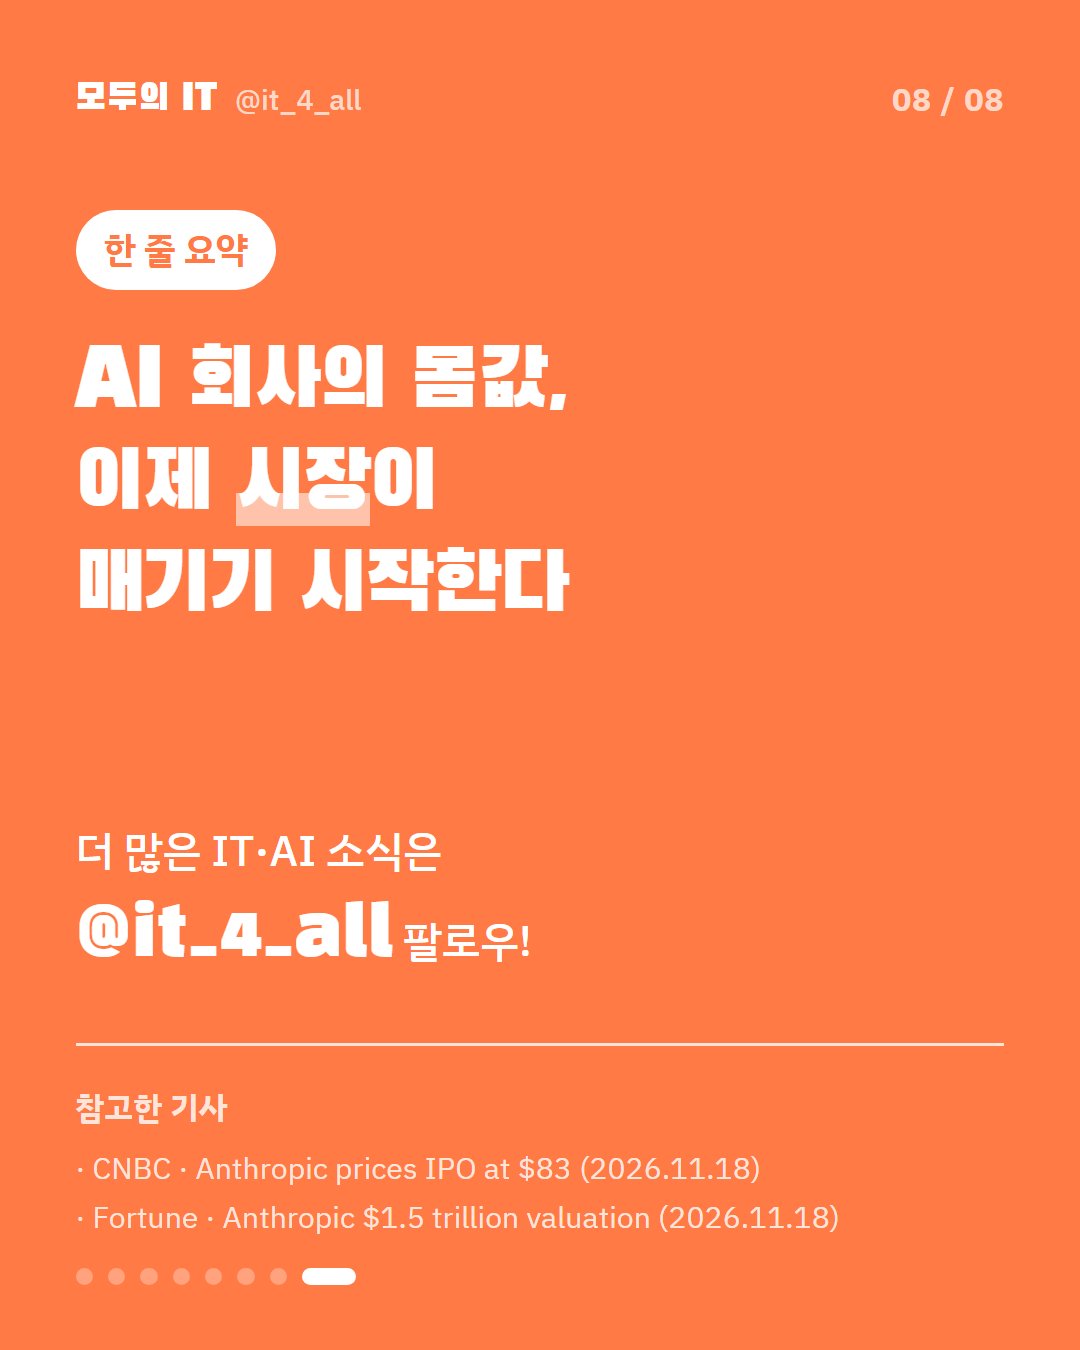 모두의 IT @it_4_all
08 / 08
한 줄 요약
AI 회사의 몸값,
이제 시장이
매기기 시작한다
더 많은 IT·AI 소식은
@it_4_all 팔로우!
참고한 기사
· CNBC · Anthropic prices IPO at $83 (2026.11.18)
· Fortune · Anthropic $1.5 trillion valuation (2026.11.18)